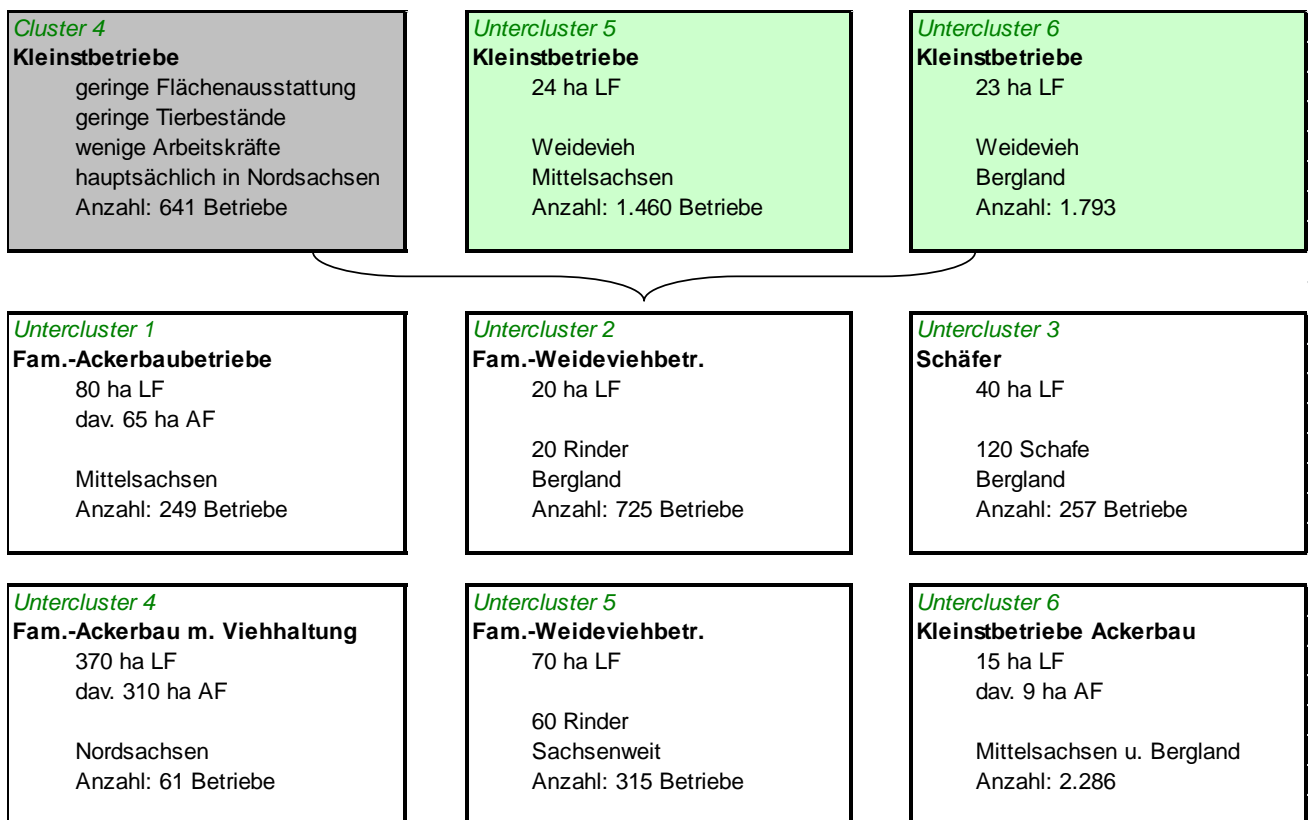 Cluster 4
Kleinstbetriebe
geringe Flächenausstattung
geringe Tierbestände
wenige Arbeitskräfte
hauptsächlich in Nordsachsen
Anzahl: 641 Betriebe
Untercluster 5
Kleinstbetriebe
24 ha LF
Weidevieh
Mittelsachsen
Anzahl: 1.460 Betriebe
Untercluster 6
Kleinstbetriebe
23 ha LF
Weidevieh
Bergland
Anzahl: 1.793
Untercluster 1
Fam.-Ackerbaubetriebe
80 ha LF
dav. 65 ha AF
Mittelsachsen
Anzahl: 249 Betriebe
Untercluster 2
Fam.-Weideviehbetr.
20 ha LF
20 Rinder
Bergland
Anzahl: 725 Betriebe
Untercluster 3
Schäfer
40 ha LF
120 Schafe
Bergland
Anzahl: 257 Betriebe
Untercluster 4
Fam.-Ackerbau m. Viehhaltung
370 ha LF
dav. 310 ha AF
Nordsachsen
Anzahl: 61 Betriebe
Untercluster 5
Fam.-Weideviehbetr.
70 ha LF
60 Rinder
Sachsenweit
Anzahl: 315 Betriebe
Untercluster 6
Kleinstbetriebe Ackerbau
15 ha LF
dav. 9 ha AF
Mittelsachsen u. Bergland
Anzahl: 2.286